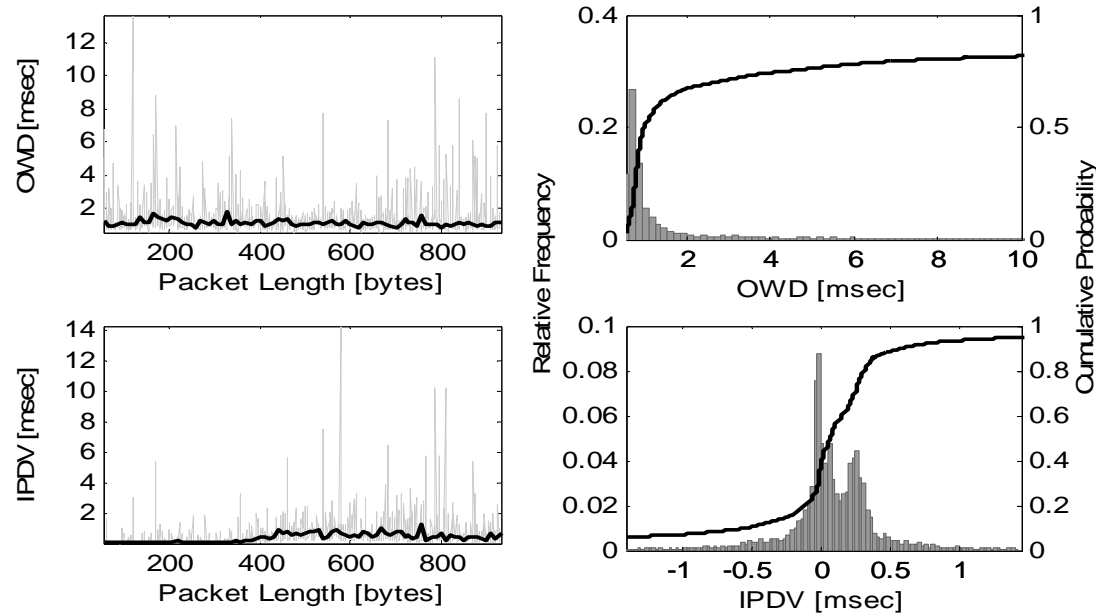 12
10
8
6
4
2
OWD [msec]
200 400 600 800
Packet Length [bytes]
0.4
0.2
0
Relative Frequency
1
0.5
0
Cumulative Probability
2 4 6 8 10
OWD [msec]
14
12
10
8
6
4
2
IPDV [msec]
200 400 600 800
Packet Length [bytes]
0.1
0.08
0.06
0.04
0.02
0
1
0.8
0.6
0.4
0.2
0
-1 -0.5 0 0.5 1
IPDV [msec]